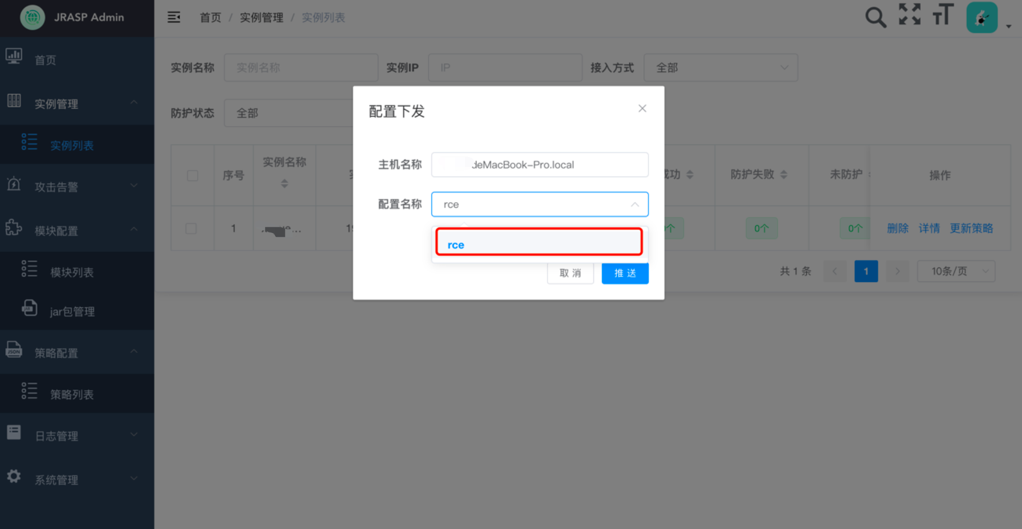 JRASP Admin
首页 / 实例管理 / 实例列表
首页
实例管理
实例列表
攻击告警
模块配置
模块列表
jar包管理
策略配置
策略列表
日志管理
系统管理
实例名称 实例名称 实例IP IP 接入方式 全部
防护状态 全部
序号 实例名称 成功 防护失败 未防护 操作
1 ... 个 0个 0个 删除 详情 更新策略
共 1 条 1 10条/页
配置下发
主机名称 JeMacBook-Pro.local
配置名称 rce
rce
取 消 推 送